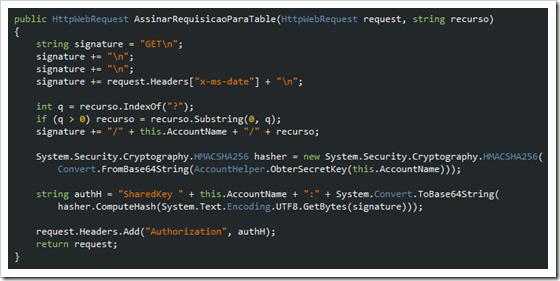 public HttpWebRequest AssinarRequisicaoParaTable(HttpWebRequest request, string recurso)
{
string signature = "GET\n";
signature += "\n";
signature += "\n";
signature += request.Headers["x-ms-date"] + "\n";
int q = recurso.IndexOf("?");
if (q > 0) recurso = recurso.Substring(0, q);
signature += "/" + this.AccountName + "/" + recurso;
System.Security.Cryptography.HMACSHA256 hasher = new System.Security.Cryptography.HMACSHA256(
Convert.FromBase64String(AccountHelper.ObterSecretKey(this.AccountName)));
string authH = "SharedKey " + this.AccountName + ":" + System.Convert.ToBase64String(
hasher.ComputeHash(System.Text.Encoding.UTF8.GetBytes(signature)));
request.Headers.Add("Authorization", authH);
return request;
}